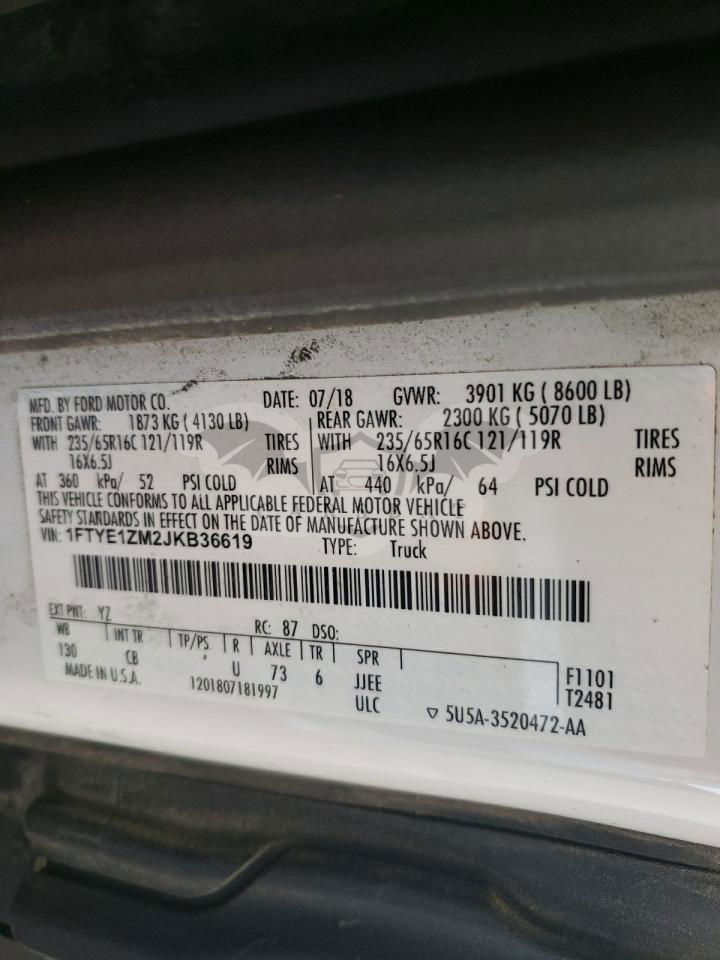 MFD. BY FORD MOTOR CO. DATE: 07/18 GVWR: 3901 KG ( 8600 LB)
FRONT GAWR: 1873 KG ( 4130 LB) REAR GAWR: 2300 KG ( 5070 LB)
WITH 235/65R16C 121/119R TIRES WITH 235/65R16C 121/119R TIRES
16X6.5J RIMS 16X6.5J RIMS
AT 360 kPa/ 52 PSI COLD AT 440 kPa/ 64 PSI COLD
THIS VEHICLE CONFORMS TO ALL APPLICABLE FEDERAL MOTOR VEHICLE
SAFETY STANDARDS IN EFFECT ON THE DATE OF MANUFACTURE SHOWN ABOVE.
VIN: 1FTYE1ZM2JKB36619 TYPE: Truck
EXT PNT: YZ RC: 87 DSO:
WB INT TR TP/PS R AXLE TR SPR
130 CB U 73 6 JJEE F1101
MADE IN U.S.A. 1201807181997 ULC T2481
▽ 5U5A-3520472-AA